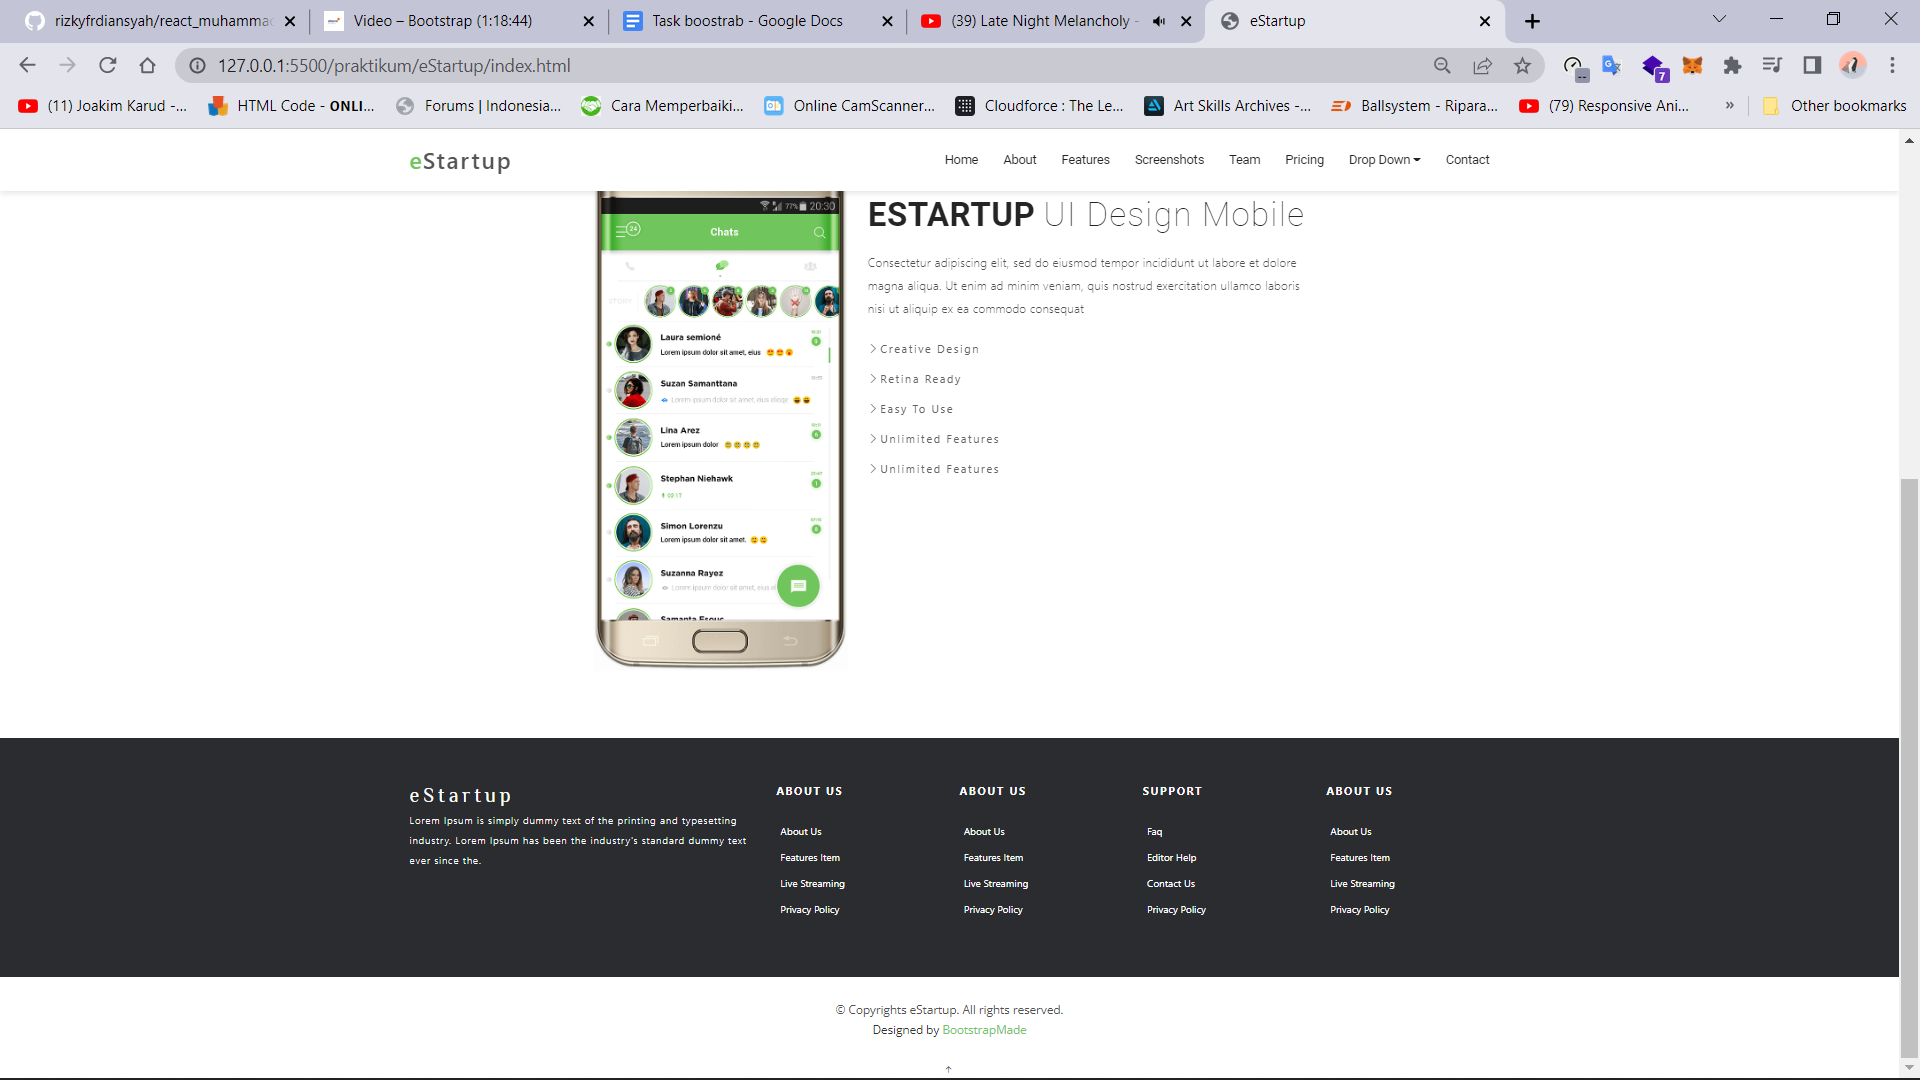 rizkyfrdiansyah/react_muhammad
Video – Bootstrap (1:18:44)
Task boostrab - Google Docs
(39) Late Night Melancholy -
eStartup
127.0.0.1:5500/praktikum/eStartup/index.html
7
(11) Joakim Karud -...
HTML Code - ONLI...
Forums | Indonesia...
Cara Memperbaiki...
Online CamScanner...
Cloudforce : The Le...
Art Skills Archives -...
Ballsystem - Ripara...
(79) Responsive Ani...
»
Other bookmarks
eStartup
Home
About
Features
Screenshots
Team
Pricing
Drop Down
Contact
77% 20:30
24
Chats
STORY
Laura semioné
Lorem ipsum dolor sit amet, eius
Suzan Samanttana
Lorem ipsum dolor sit amet, eius elioge
Lina Arez
Lorem ipsum dolor
Stephan Niehawk
02:17
Simon Lorenzu
Lorem ipsum dolor sit amet.
Suzanna Rayez
Lorem ipsum dolor sit amet, eius
Samanta Esouc
ESTARTUP UI Design Mobile
Consectetur adipiscing elit, sed do eiusmod tempor incididunt ut labore et dolore
magna aliqua. Ut enim ad minim veniam, quis nostrud exercitation ullamco laboris
nisi ut aliquip ex ea commodo consequat
Creative Design
Retina Ready
Easy To Use
Unlimited Features
Unlimited Features
eStartup
Lorem Ipsum is simply dummy text of the printing and typesetting
industry. Lorem Ipsum has been the industry's standard dummy text
ever since the.
ABOUT US
About Us
Features Item
Live Streaming
Privacy Policy
ABOUT US
About Us
Features Item
Live Streaming
Privacy Policy
SUPPORT
Faq
Editor Help
Contact Us
Privacy Policy
ABOUT US
About Us
Features Item
Live Streaming
Privacy Policy
© Copyrights eStartup. All rights reserved.
Designed by BootstrapMade
↑